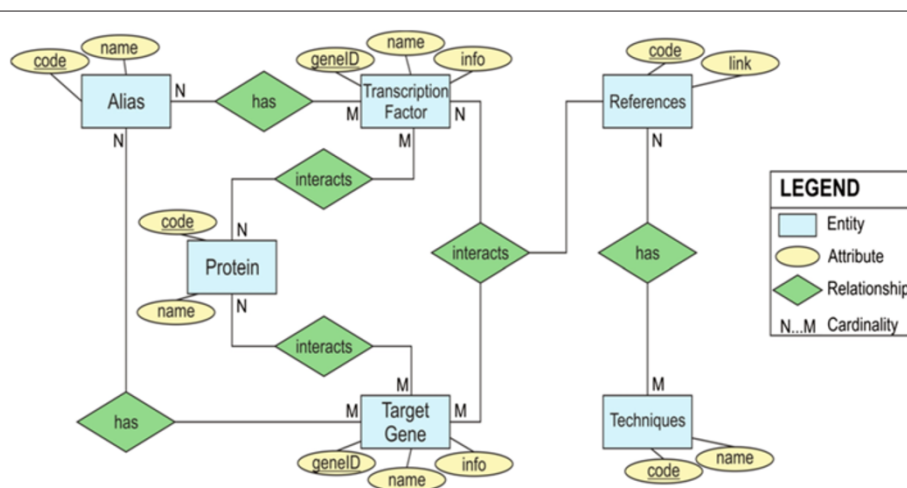 code
name
Alias
N
has
N
geneID
name
info
Transcription
Factor
M
N
M
code
link
References
N
interacts
N
code
Protein
name
N
interacts
M
interacts
has
has
M
Target
Gene
M
geneID
name
info
M
Techniques
code
name
LEGEND
Entity
Attribute
Relationship
N...M Cardinality